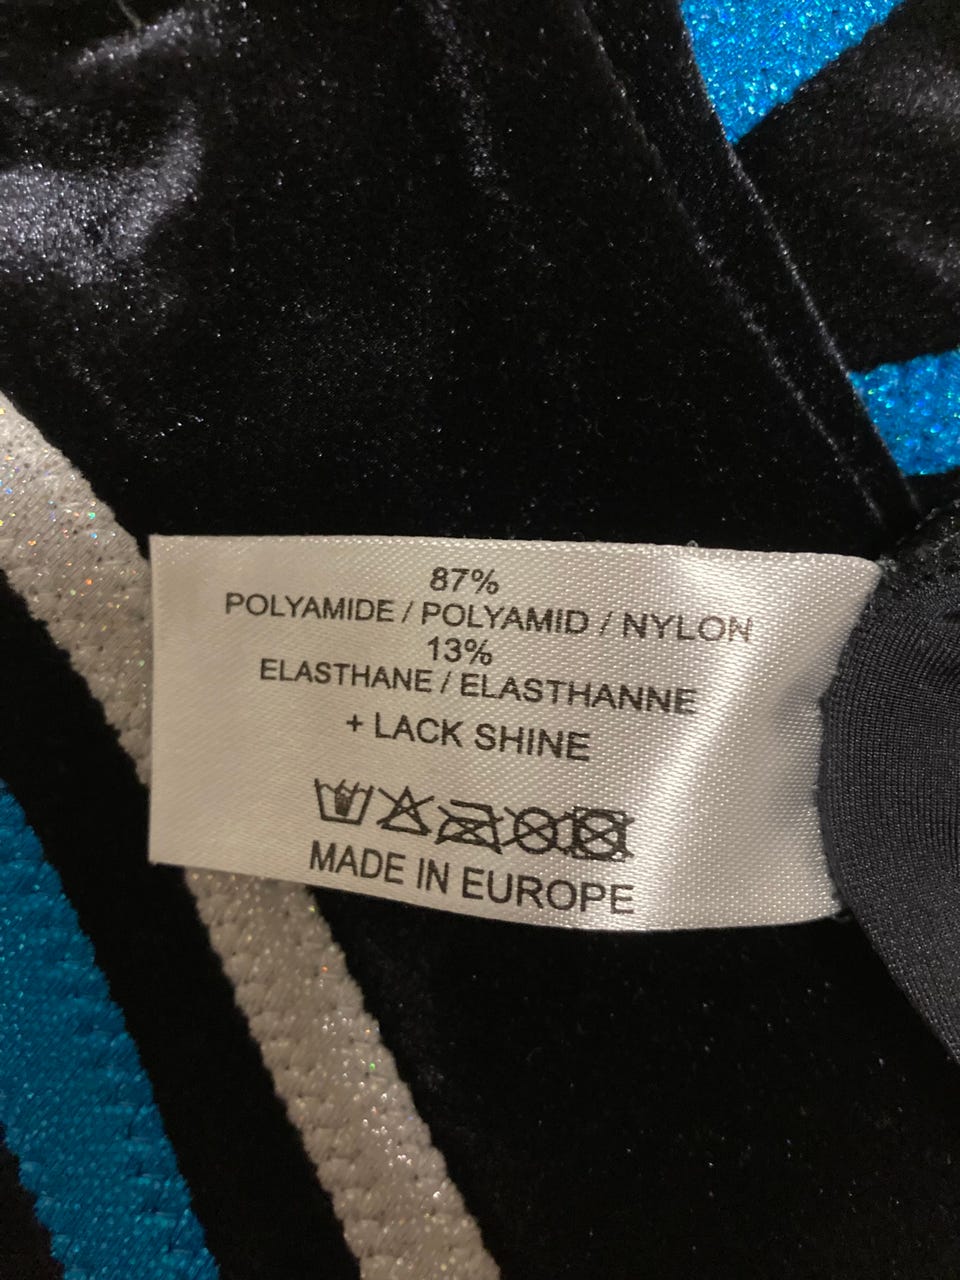 87%
POLYAMIDE / POLYAMID / NYLON
13%
ELASTHANE / ELASTHANNE
+ LACK SHINE
MADE IN EUROPE